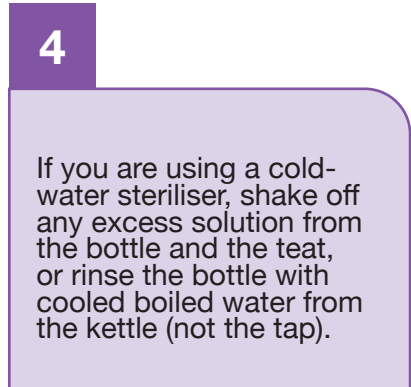 4
If you are using a cold-
water steriliser, shake off
any excess solution from
the bottle and the teat,
or rinse the bottle with
cooled boiled water from
the kettle (not the tap).